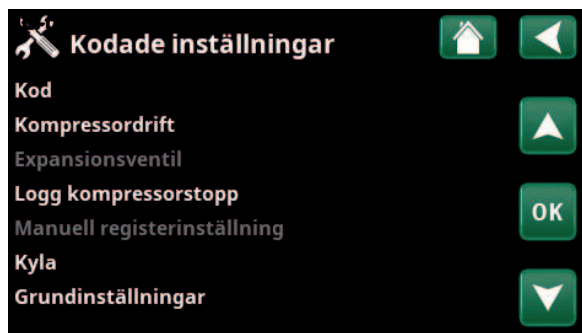 Kodade inställningar
Kod
Kompressordrift
Expansionsventil
Logg kompressorstopp
OK
Manuell registerinställning
Kyla
Grundinställningar